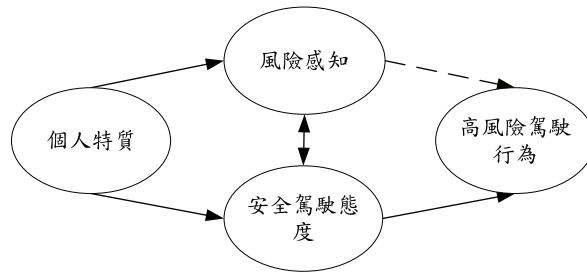 風險感知
個人特質
高風險駕駛
行為
安全駕駛態
度